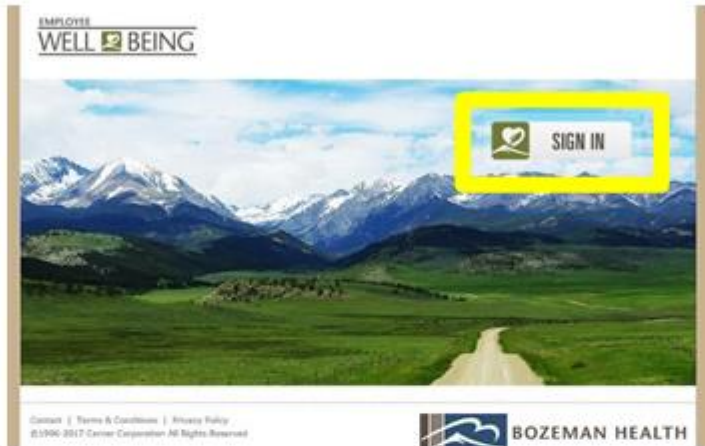 EMPLOYEE
WELL BEING
SIGN IN
Contact | Terms & Conditions | Privacy Policy
©1996-2017 Cerner Corporation All Rights Reserved
BOZEMAN HEALTH